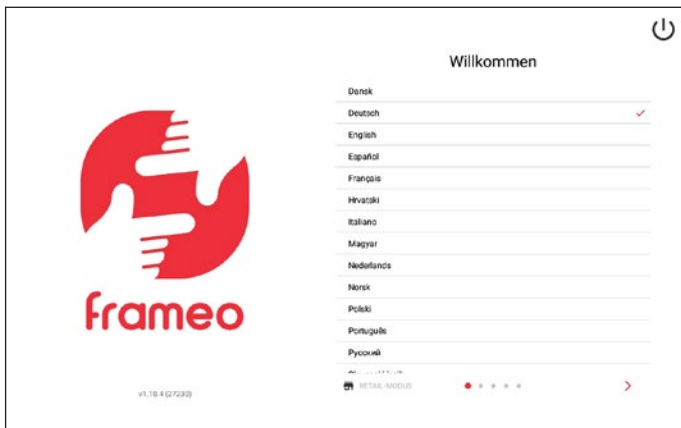 Willkommen
Dansk
Deutsch
English
Español
Français
Hrvatski
Italiano
Magyar
Nederlands
Norsk
Polski
Português
Русский
RETAIL-MODUS
frameo
v1.18.4 (27230)